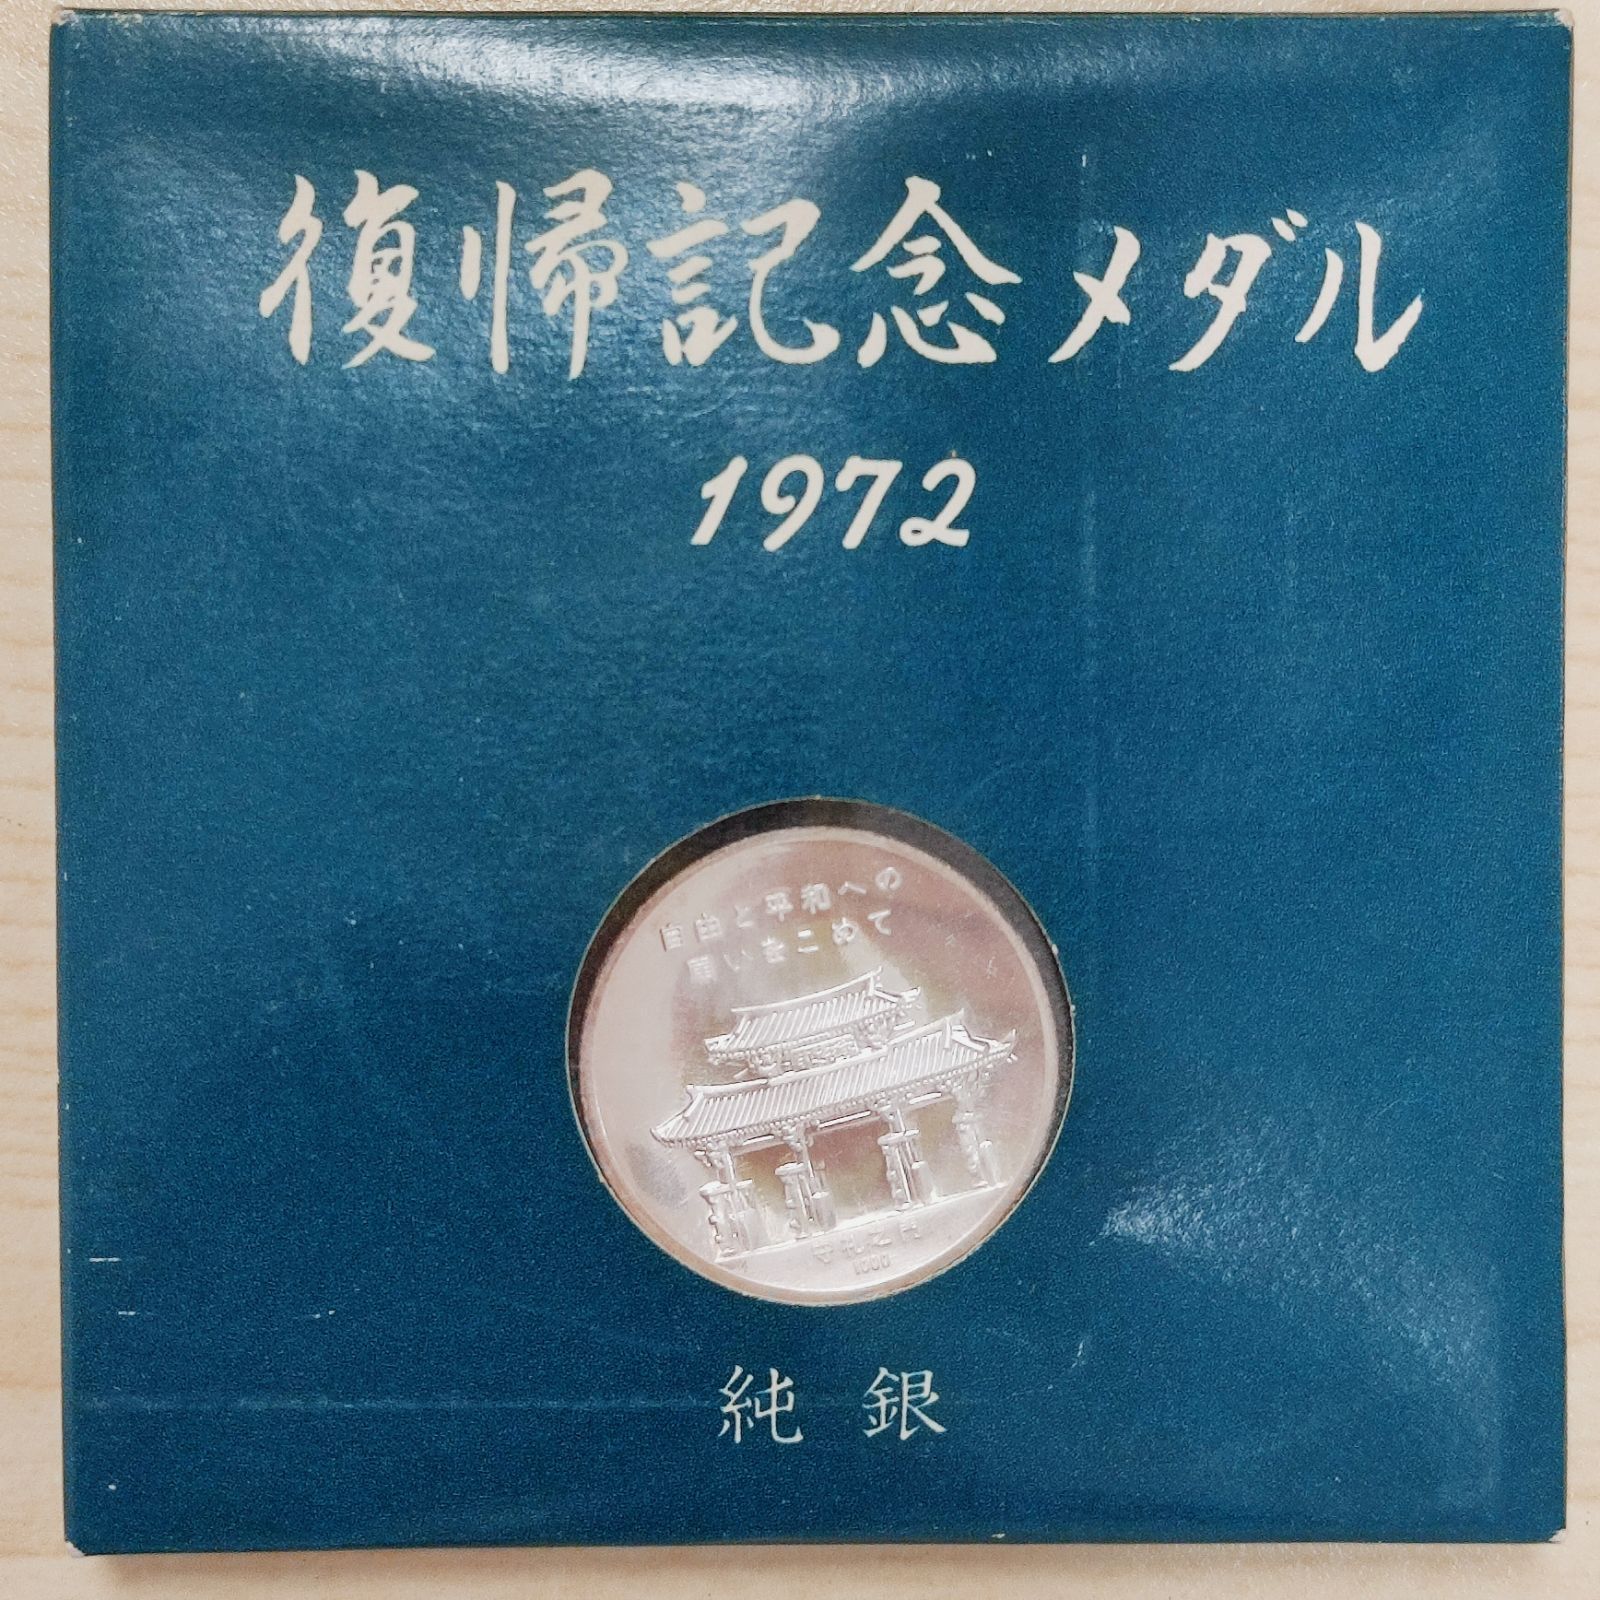 復帰記念メダル
1972
自由と平和への
願いをこめて
守礼之門
1000
純銀